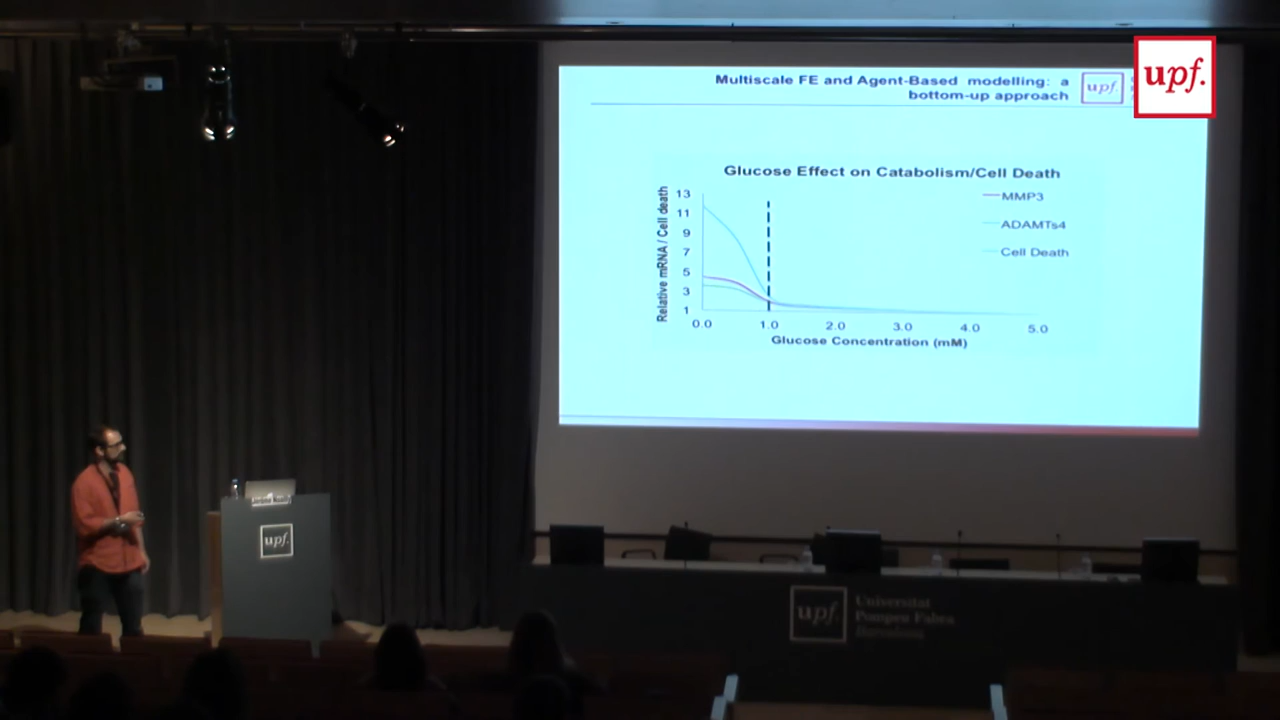 Multiscale FE and Agent-Based modelling: a
bottom-up approach
upf.
upf.
Glucose Effect on Catabolism/Cell Death
Relative mRNA / Cell death
13
11
9
7
5
3
1
MMP3
ADAMTs4
Cell Death
0.0 1.0 2.0 3.0 4.0 5.0
Glucose Concentration (mM)
upf.
upf.
Universitat
Pompeu Fabra
Barcelona